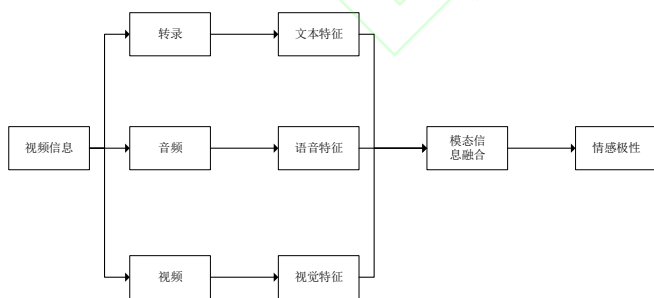 转录
文本特征
视频信息
音频
语音特征
模态信
息融合
情感极性
视频
视觉特征